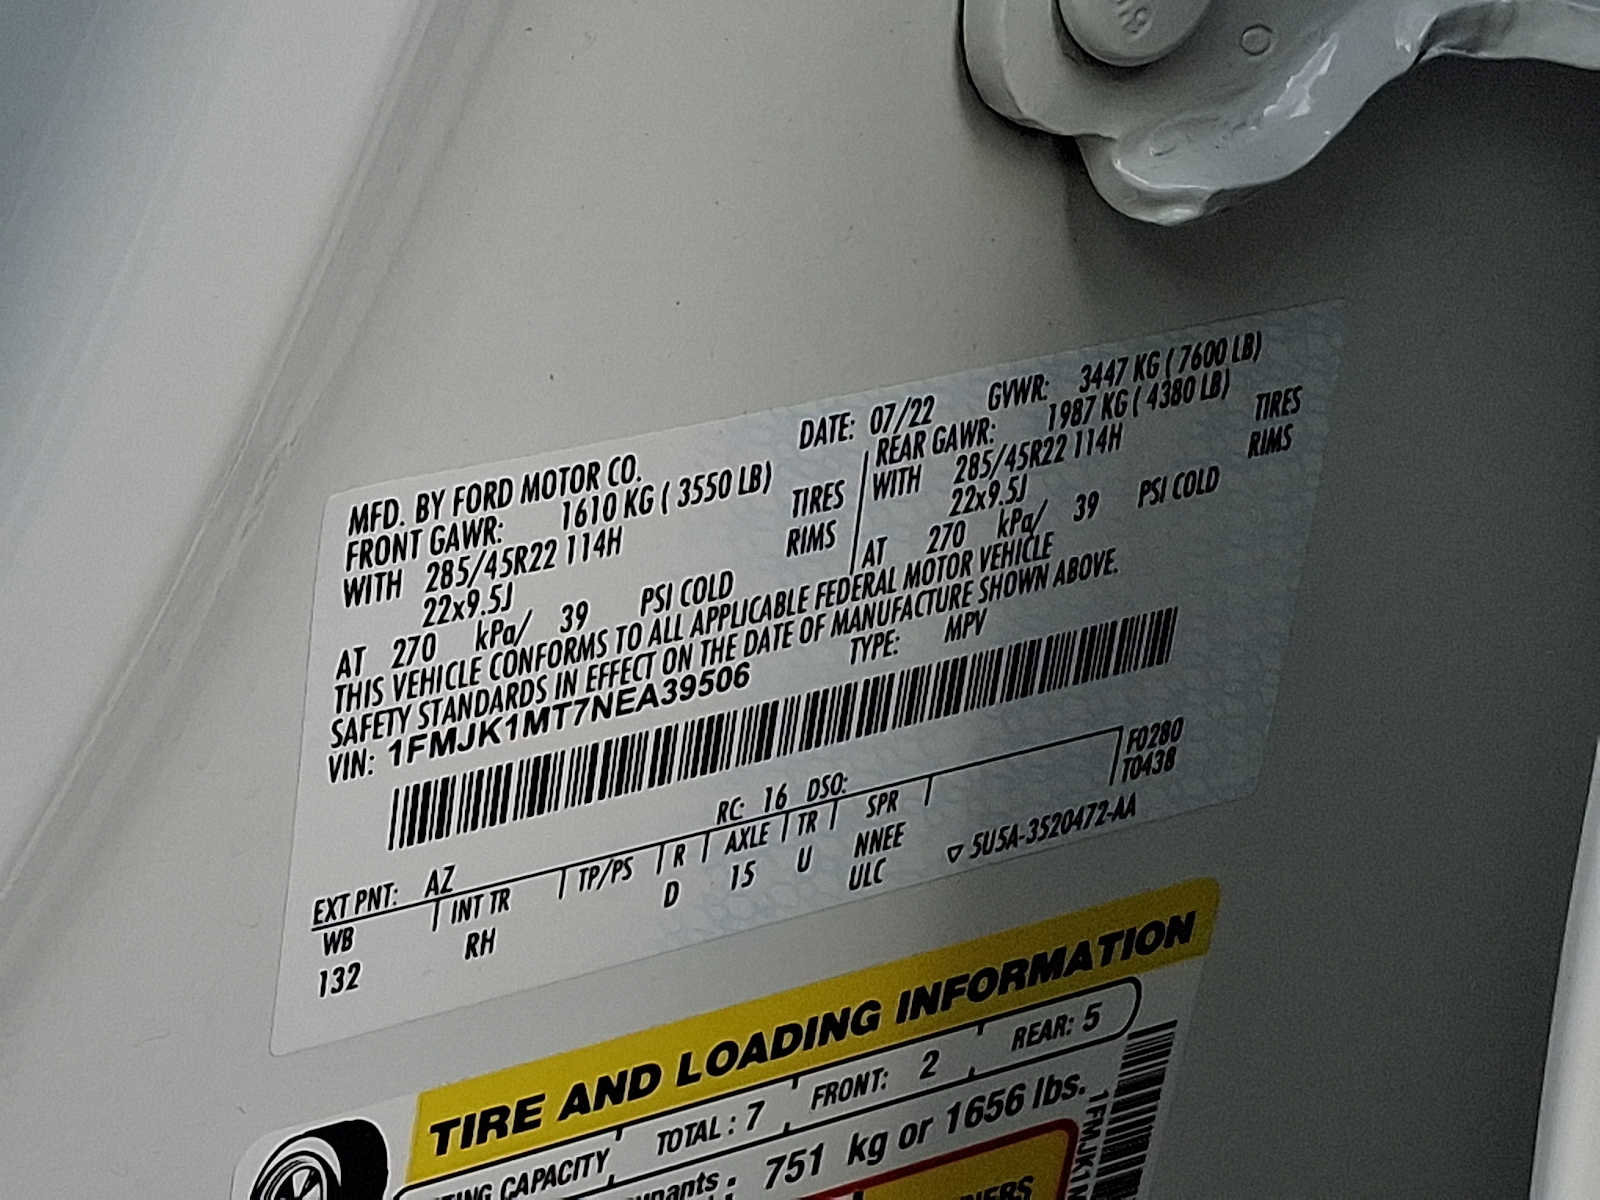 MFD. BY FORD MOTOR CO.
DATE: 07/22 GVWR: 3447 KG ( 7600 LB)
FRONT GAWR: 1610 KG ( 3550 LB)
WITH 285/45R22 114H TIRES
22x9.5J RIMS
AT 270 kPa/ 39 PSI COLD
REAR GAWR: 1987 KG ( 4380 LB)
WITH 285/45R22 114H TIRES
22x9.5J RIMS
AT 270 kPa/ 39 PSI COLD
THIS VEHICLE CONFORMS TO ALL APPLICABLE FEDERAL MOTOR VEHICLE
SAFETY STANDARDS IN EFFECT ON THE DATE OF MANUFACTURE SHOWN ABOVE.
VIN: 1FMJK1MT7NEA39506 TYPE: MPV
F0280
T0438
EXT PNT: AZ RC: 16 DSO:
WB INT TR TP/PS R AXLE TR SPR
132 RH D 15 U NNEE
ULC
▽ 5U5A-3520472-AA
TIRE AND LOADING INFORMATION
CAPACITY TOTAL : 7 FRONT: 2 REAR: 5
751 kg or 1656 lbs.